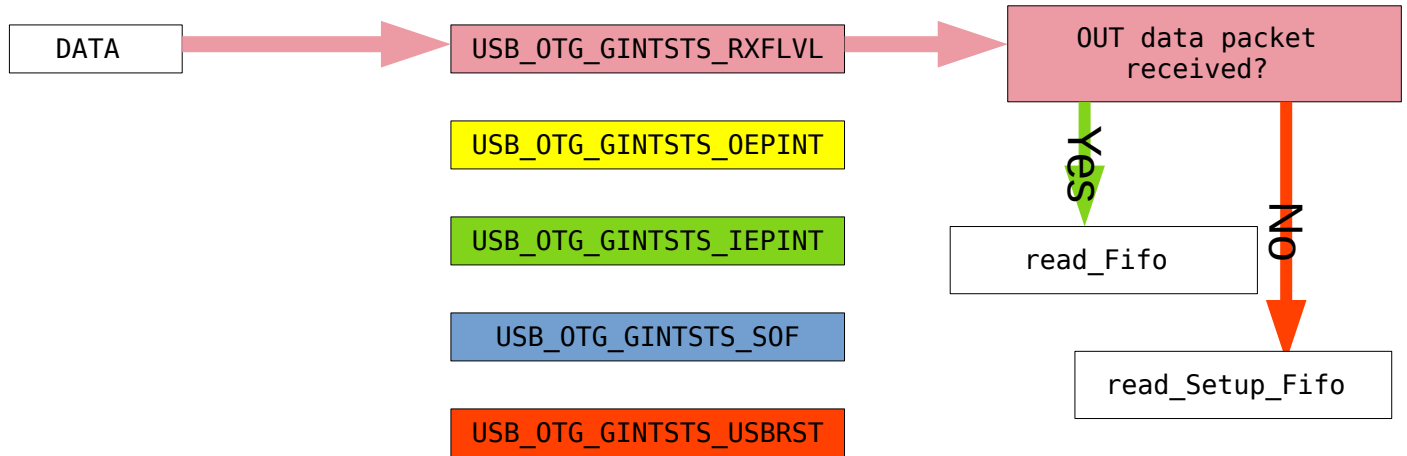 DATA
USB_OTG_GINTSTS_RXFLVL
OUT data packet
received?
USB_OTG_GINTSTS_OEPINT
Yes
USB_OTG_GINTSTS_IEPINT
No
read_Fifo
USB_OTG_GINTSTS_SOF
read_Setup_Fifo
USB_OTG_GINTSTS_USBRST